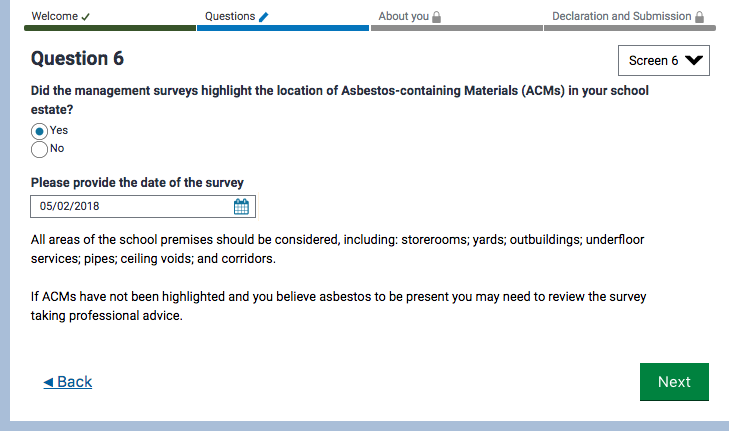 Welcome ✓
Questions
About you
Declaration and Submission
Question 6
Screen 6
Did the management surveys highlight the location of Asbestos-containing Materials (ACMs) in your school
estate?
Yes
No
Please provide the date of the survey
05/02/2018
All areas of the school premises should be considered, including: storerooms; yards; outbuildings; underfloor
services; pipes; ceiling voids; and corridors.
If ACMs have not been highlighted and you believe asbestos to be present you may need to review the survey
taking professional advice.
◀ Back
Next